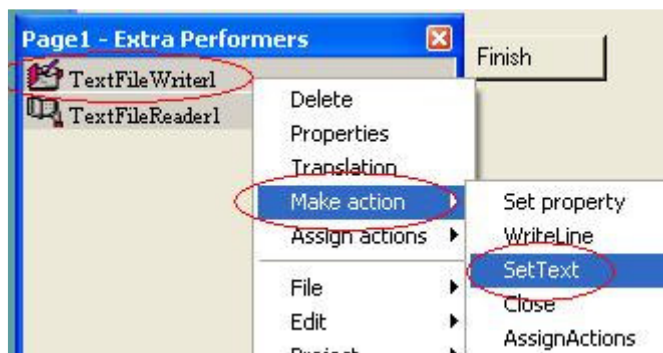 Page1 - Extra Performers
Finish
TextFileWriter1
TextFileReader1
Delete
Properties
Translation
Make action
Assign actions
File
Edit
Project
Set property
WriteLine
SetText
Close
AssignActions